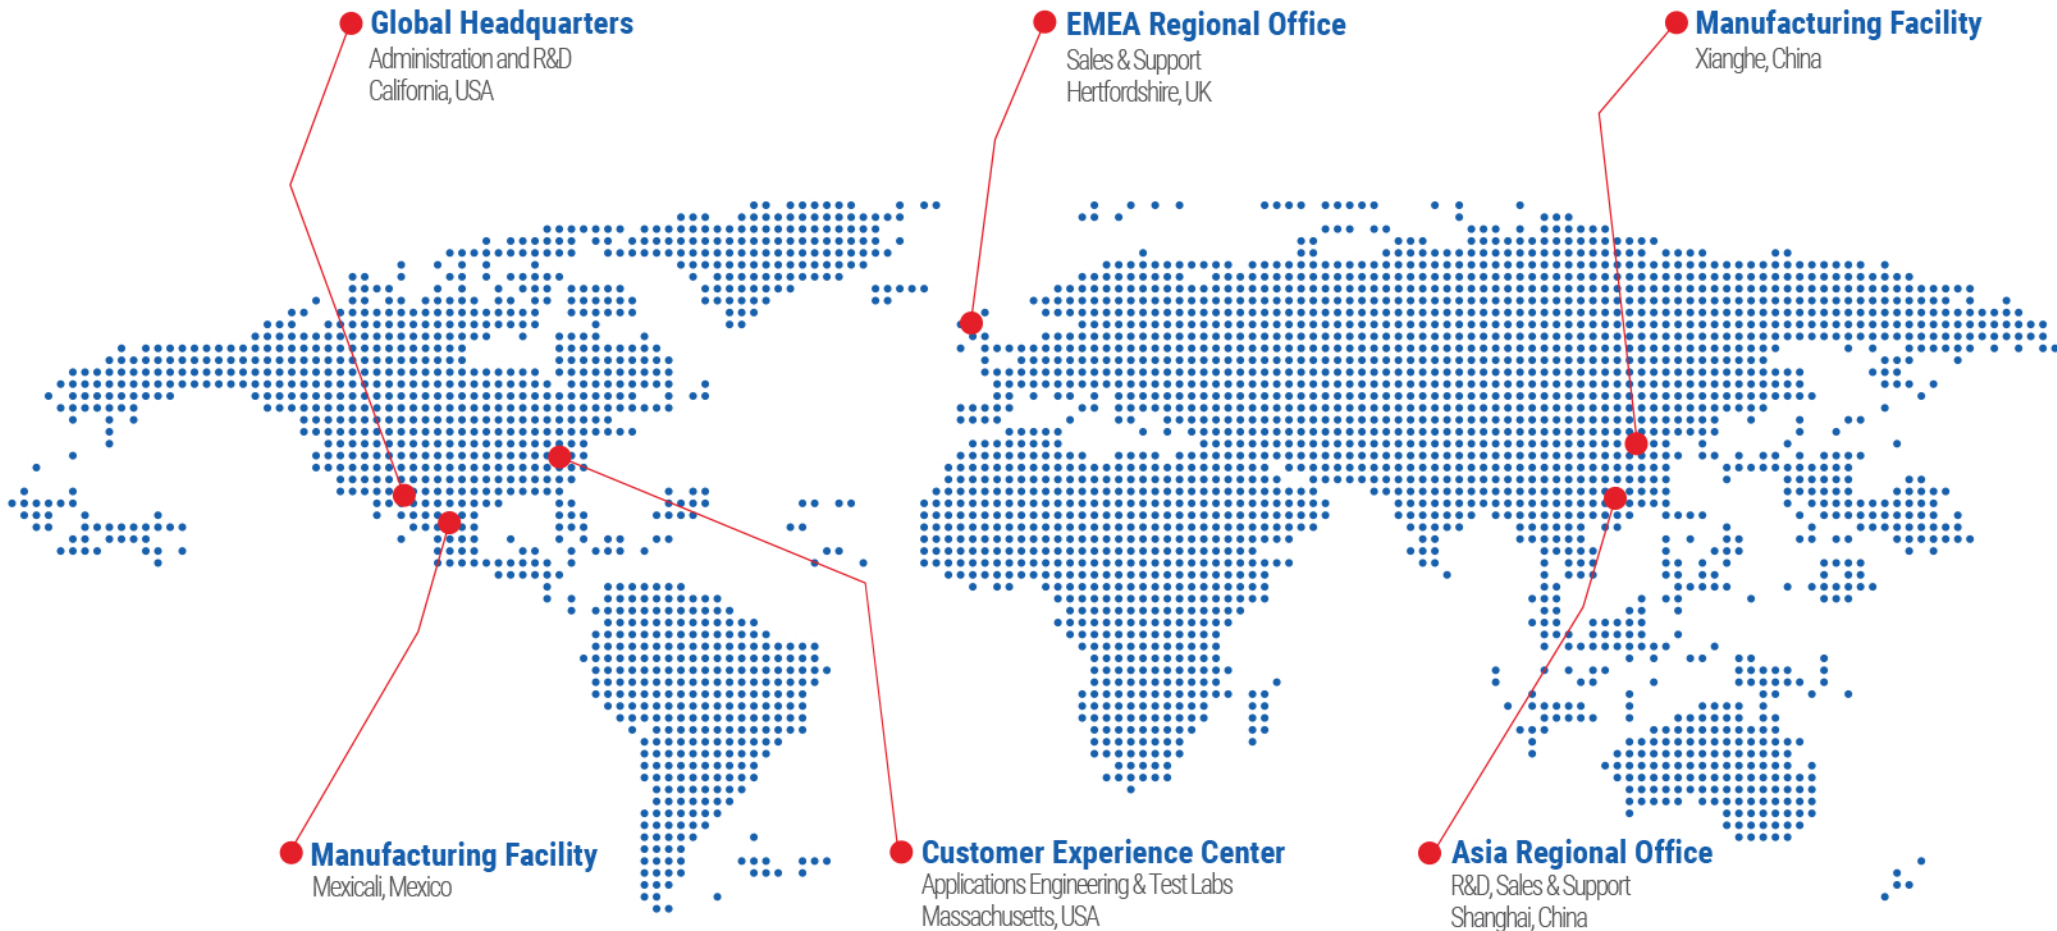 Global Headquarters
Administration and R&D
California, USA
EMEA Regional Office
Sales & Support
Hertfordshire, UK
Manufacturing Facility
Xianghe, China
Manufacturing Facility
Mexicali, Mexico
Customer Experience Center
Applications Engineering & Test Labs
Massachusetts, USA
Asia Regional Office
R&D, Sales & Support
Shanghai, China